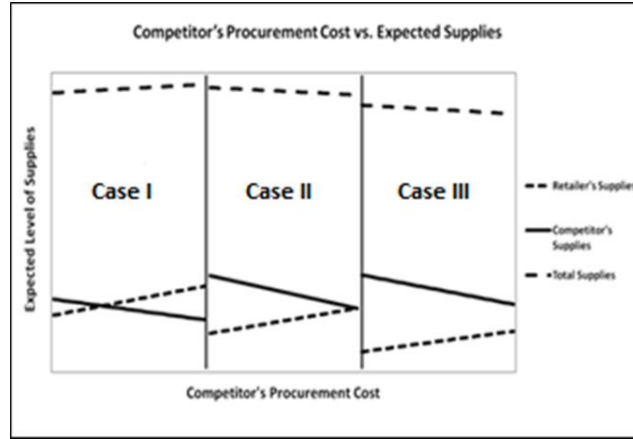 Competitor's Procurement Cost vs. Expected Supplies
Expected Level of Supplies
Case I
Case II
Case III
Retailer's Supplies
Competitor's
Supplies
Total Supplies
Competitor's Procurement Cost